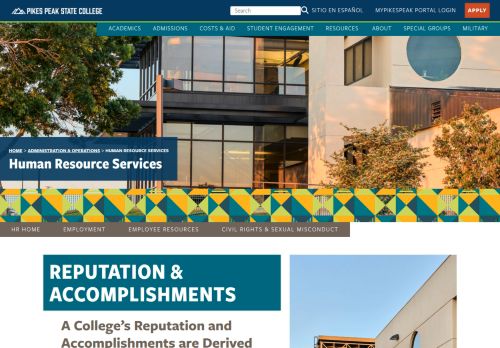 PIKES PEAK STATE COLLEGE
Search
SITIO EN ESPAÑOL
MYPIKESPEAK PORTAL LOGIN
APPLY
ACADEMICS ADMISSIONS COSTS & AID STUDENT ENGAGEMENT RESOURCES ABOUT SPECIAL GROUPS MILITARY
HOME > ADMINISTRATION & OPERATIONS > HUMAN RESOURCE SERVICES
Human Resource Services
HR HOME EMPLOYMENT EMPLOYEE RESOURCES CIVIL RIGHTS & SEXUAL MISCONDUCT
REPUTATION &
ACCOMPLISHMENTS
A College's Reputation and
Accomplishments are Derived